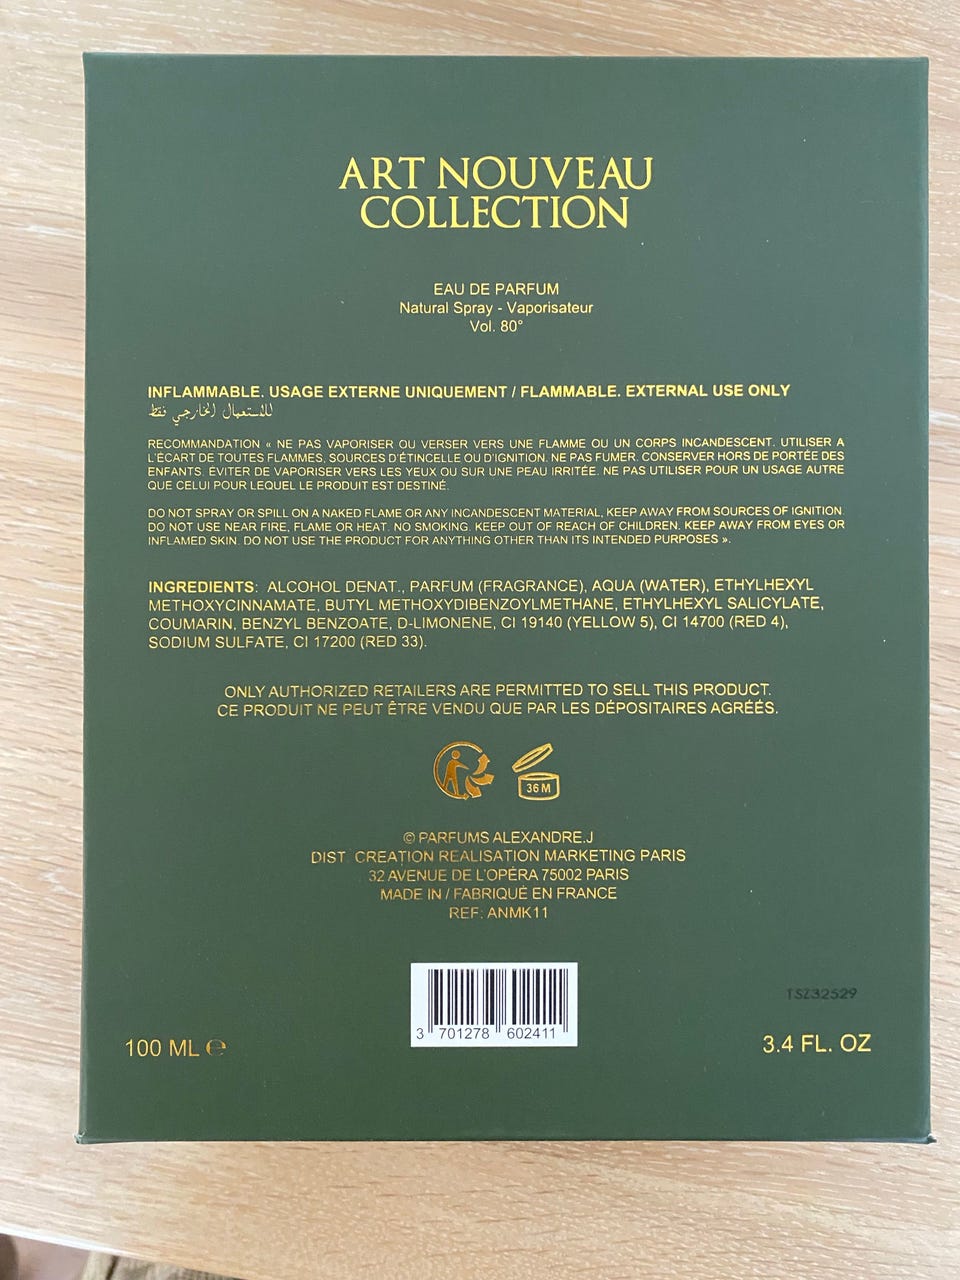 ART NOUVEAU
COLLECTION
EAU DE PARFUM
Natural Spray - Vaporisateur
Vol. 80°
INFLAMMABLE. USAGE EXTERNE UNIQUEMENT / FLAMMABLE. EXTERNAL USE ONLY
للاستعمال الخارجي فقط
RECOMMANDATION « NE PAS VAPORISER OU VERSER VERS UNE FLAMME OU UN CORPS INCANDESCENT. UTILISER A
L'ÉCART DE TOUTES FLAMMES, SOURCES D'ÉTINCELLE OU D'IGNITION. NE PAS FUMER. CONSERVER HORS DE PORTÉE DES
ENFANTS. ÉVITER DE VAPORISER VERS LES YEUX OU SUR UNE PEAU IRRITÉE. NE PAS UTILISER POUR UN USAGE AUTRE
QUE CELUI POUR LEQUEL LE PRODUIT EST DESTINÉ.
DO NOT SPRAY OR SPILL ON A NAKED FLAME OR ANY INCANDESCENT MATERIAL, KEEP AWAY FROM SOURCES OF IGNITION.
DO NOT USE NEAR FIRE, FLAME OR HEAT. NO SMOKING. KEEP OUT OF REACH OF CHILDREN. KEEP AWAY FROM EYES OR
INFLAMED SKIN. DO NOT USE THE PRODUCT FOR ANYTHING OTHER THAN ITS INTENDED PURPOSES ».
INGREDIENTS: ALCOHOL DENAT., PARFUM (FRAGRANCE), AQUA (WATER), ETHYLHEXYL
METHOXYCINNAMATE, BUTYL METHOXYDIBENZOYLMETHANE, ETHYLHEXYL SALICYLATE,
COUMARIN, BENZYL BENZOATE, D-LIMONENE, CI 19140 (YELLOW 5), CI 14700 (RED 4),
SODIUM SULFATE, CI 17200 (RED 33).
ONLY AUTHORIZED RETAILERS ARE PERMITTED TO SELL THIS PRODUCT.
CE PRODUIT NE PEUT ÊTRE VENDU QUE PAR LES DÉPOSITAIRES AGRÉÉS.
36 M
© PARFUMS ALEXANDRE.J
DIST. CREATION REALISATION MARKETING PARIS
32 AVENUE DE L'OPÉRA 75002 PARIS
MADE IN / FABRIQUÉ EN FRANCE
REF: ANMK11
TSZ32529
3 701278 602411
100 ML ℮
3.4 FL. OZ